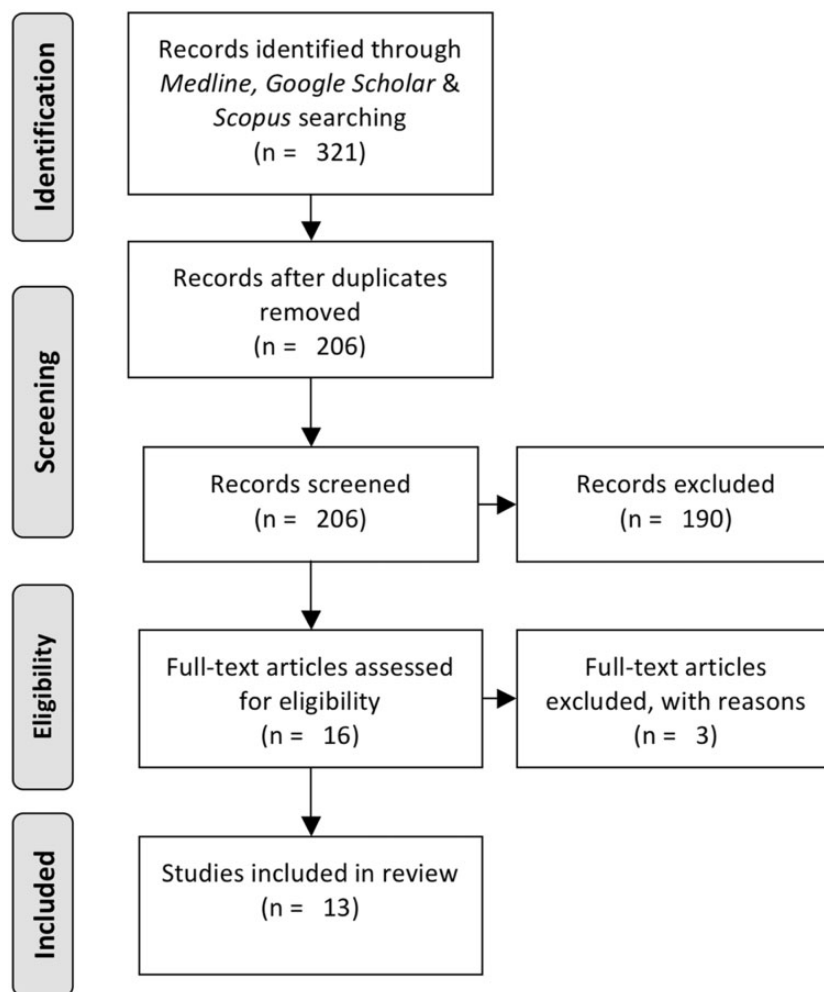 Identification
Records identified through
Medline, Google Scholar &
Scopus searching
(n = 321)
Screening
Records after duplicates
removed
(n = 206)
Records screened
(n = 206)
Records excluded
(n = 190)
Eligibility
Full-text articles assessed
for eligibility
(n = 16)
Full-text articles
excluded, with reasons
(n = 3)
Included
Studies included in review
(n = 13)